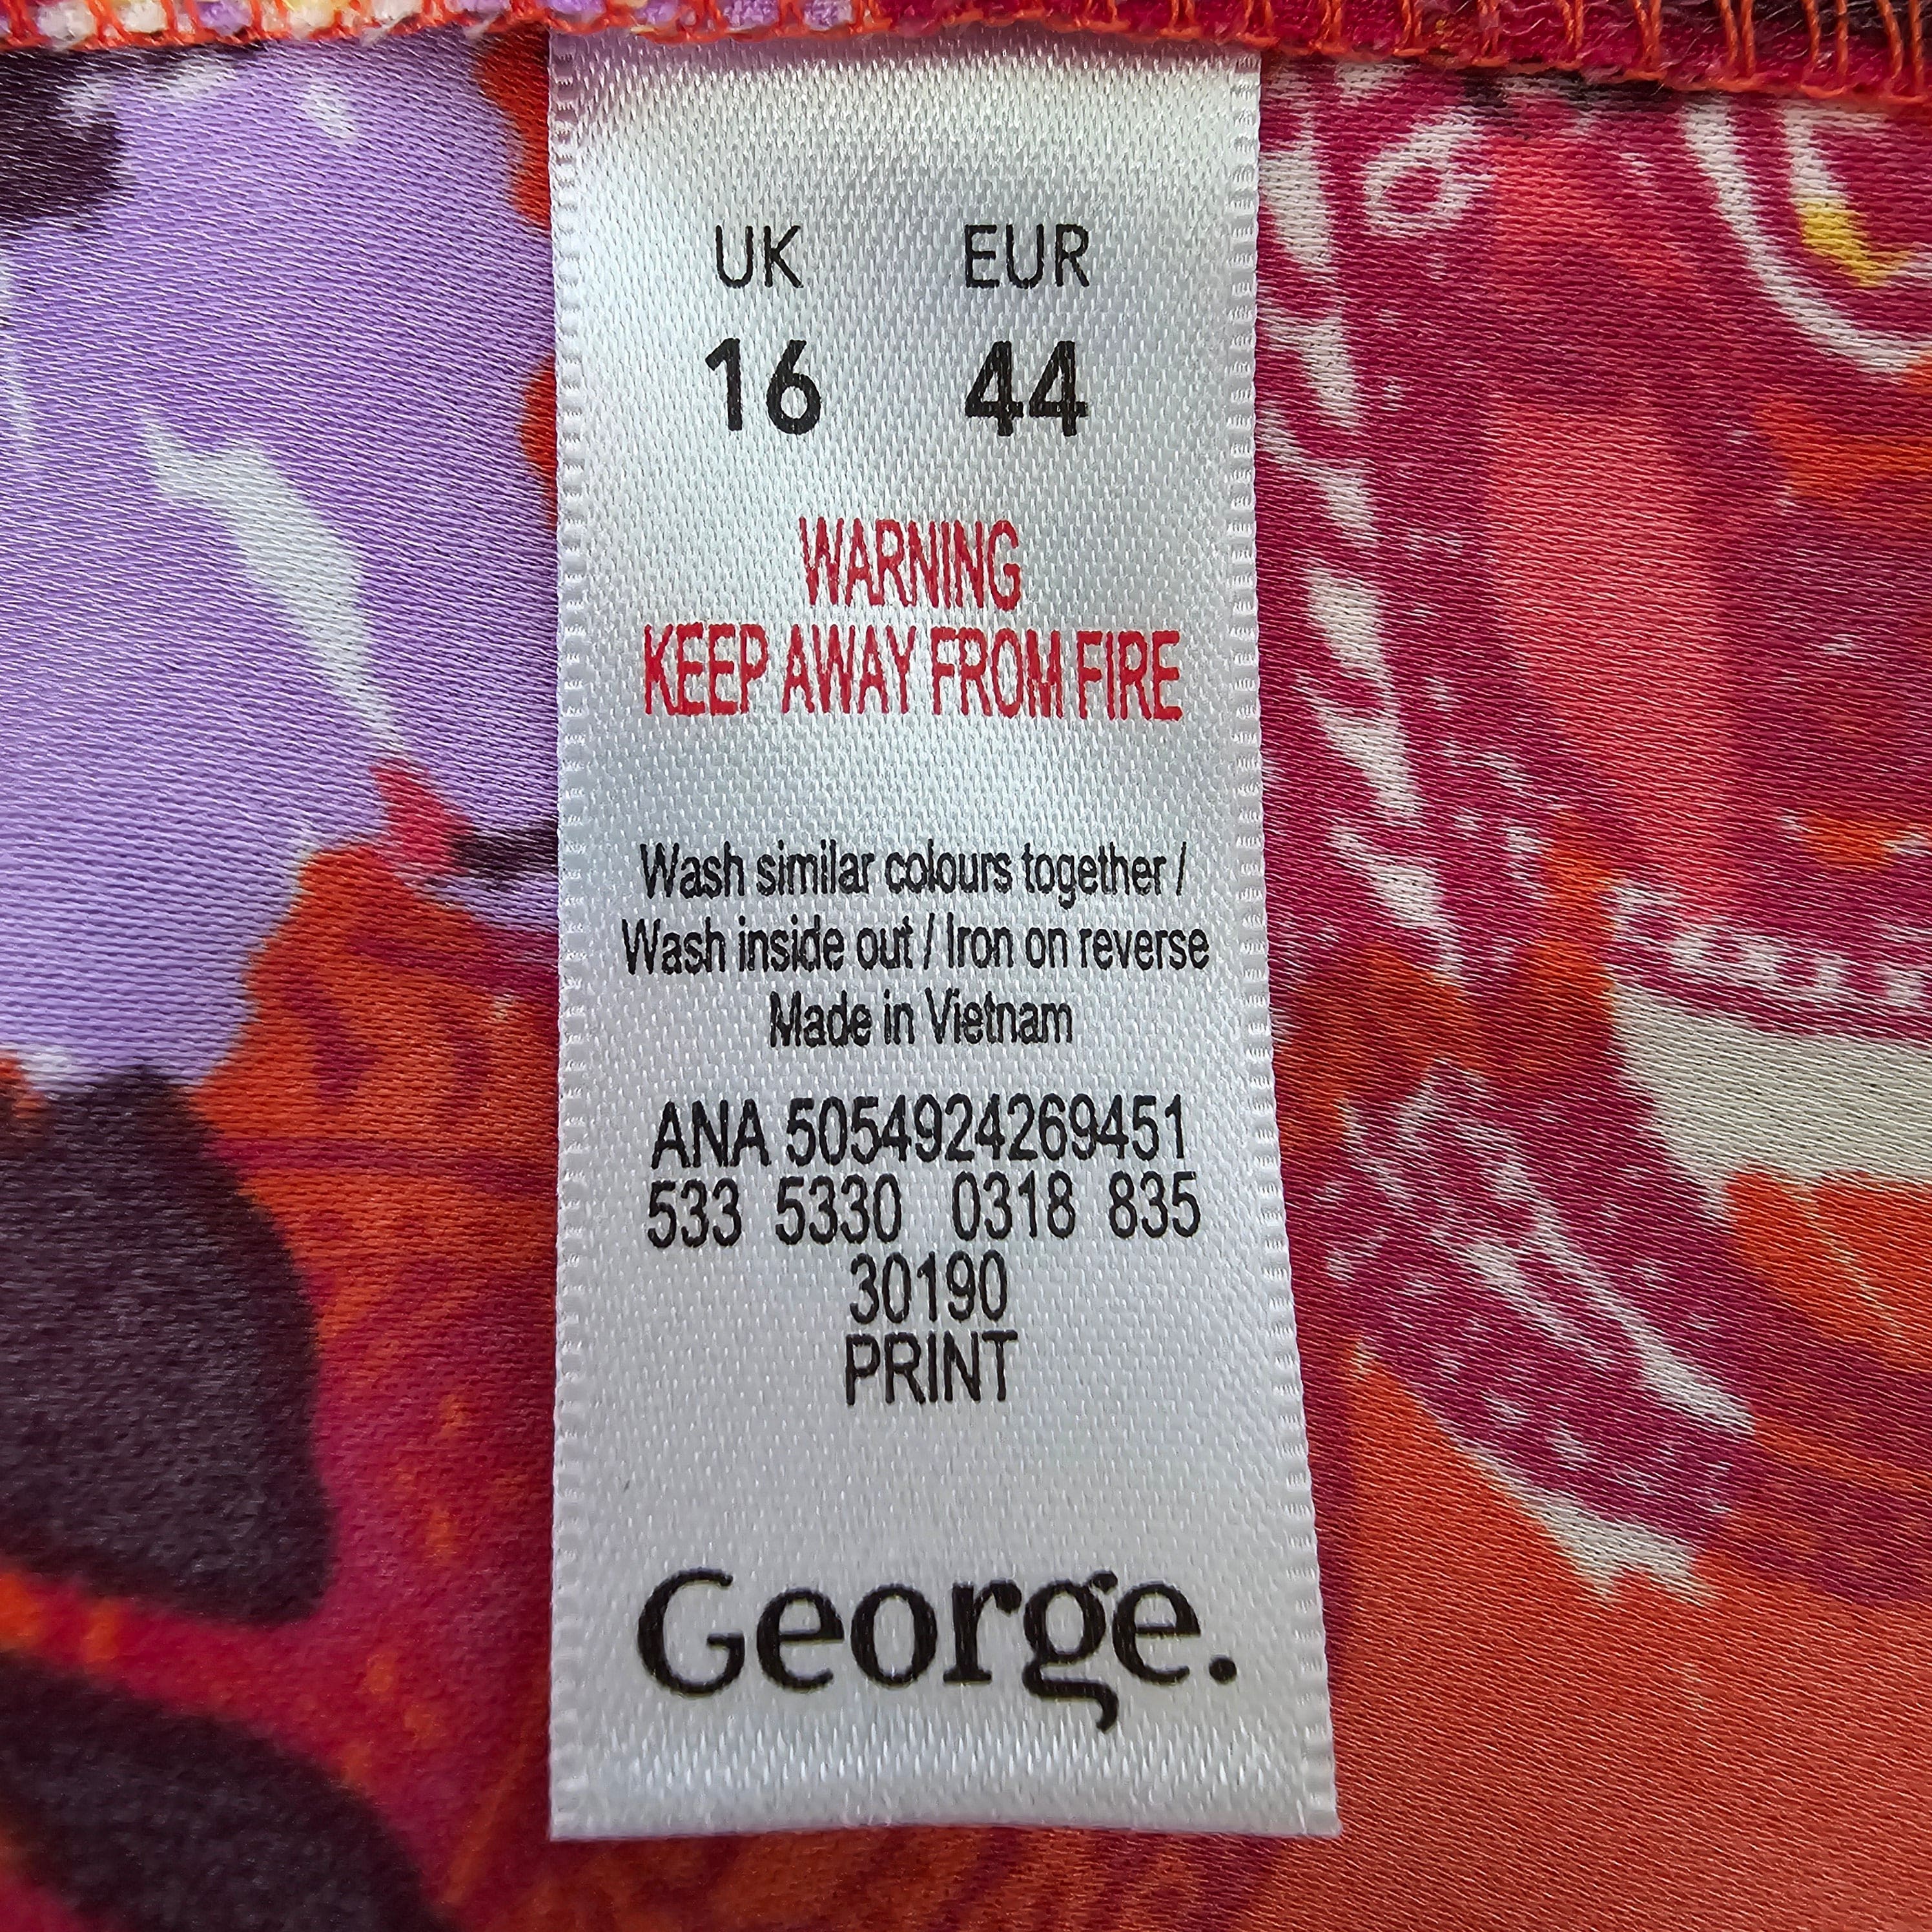 UK EUR
16 44
WARNING
KEEP AWAY FROM FIRE
Wash similar colours together /
Wash inside out / Iron on reverse
Made in Vietnam
ANA 5054924269451
533 5330 0318 835
30190
PRINT
George.